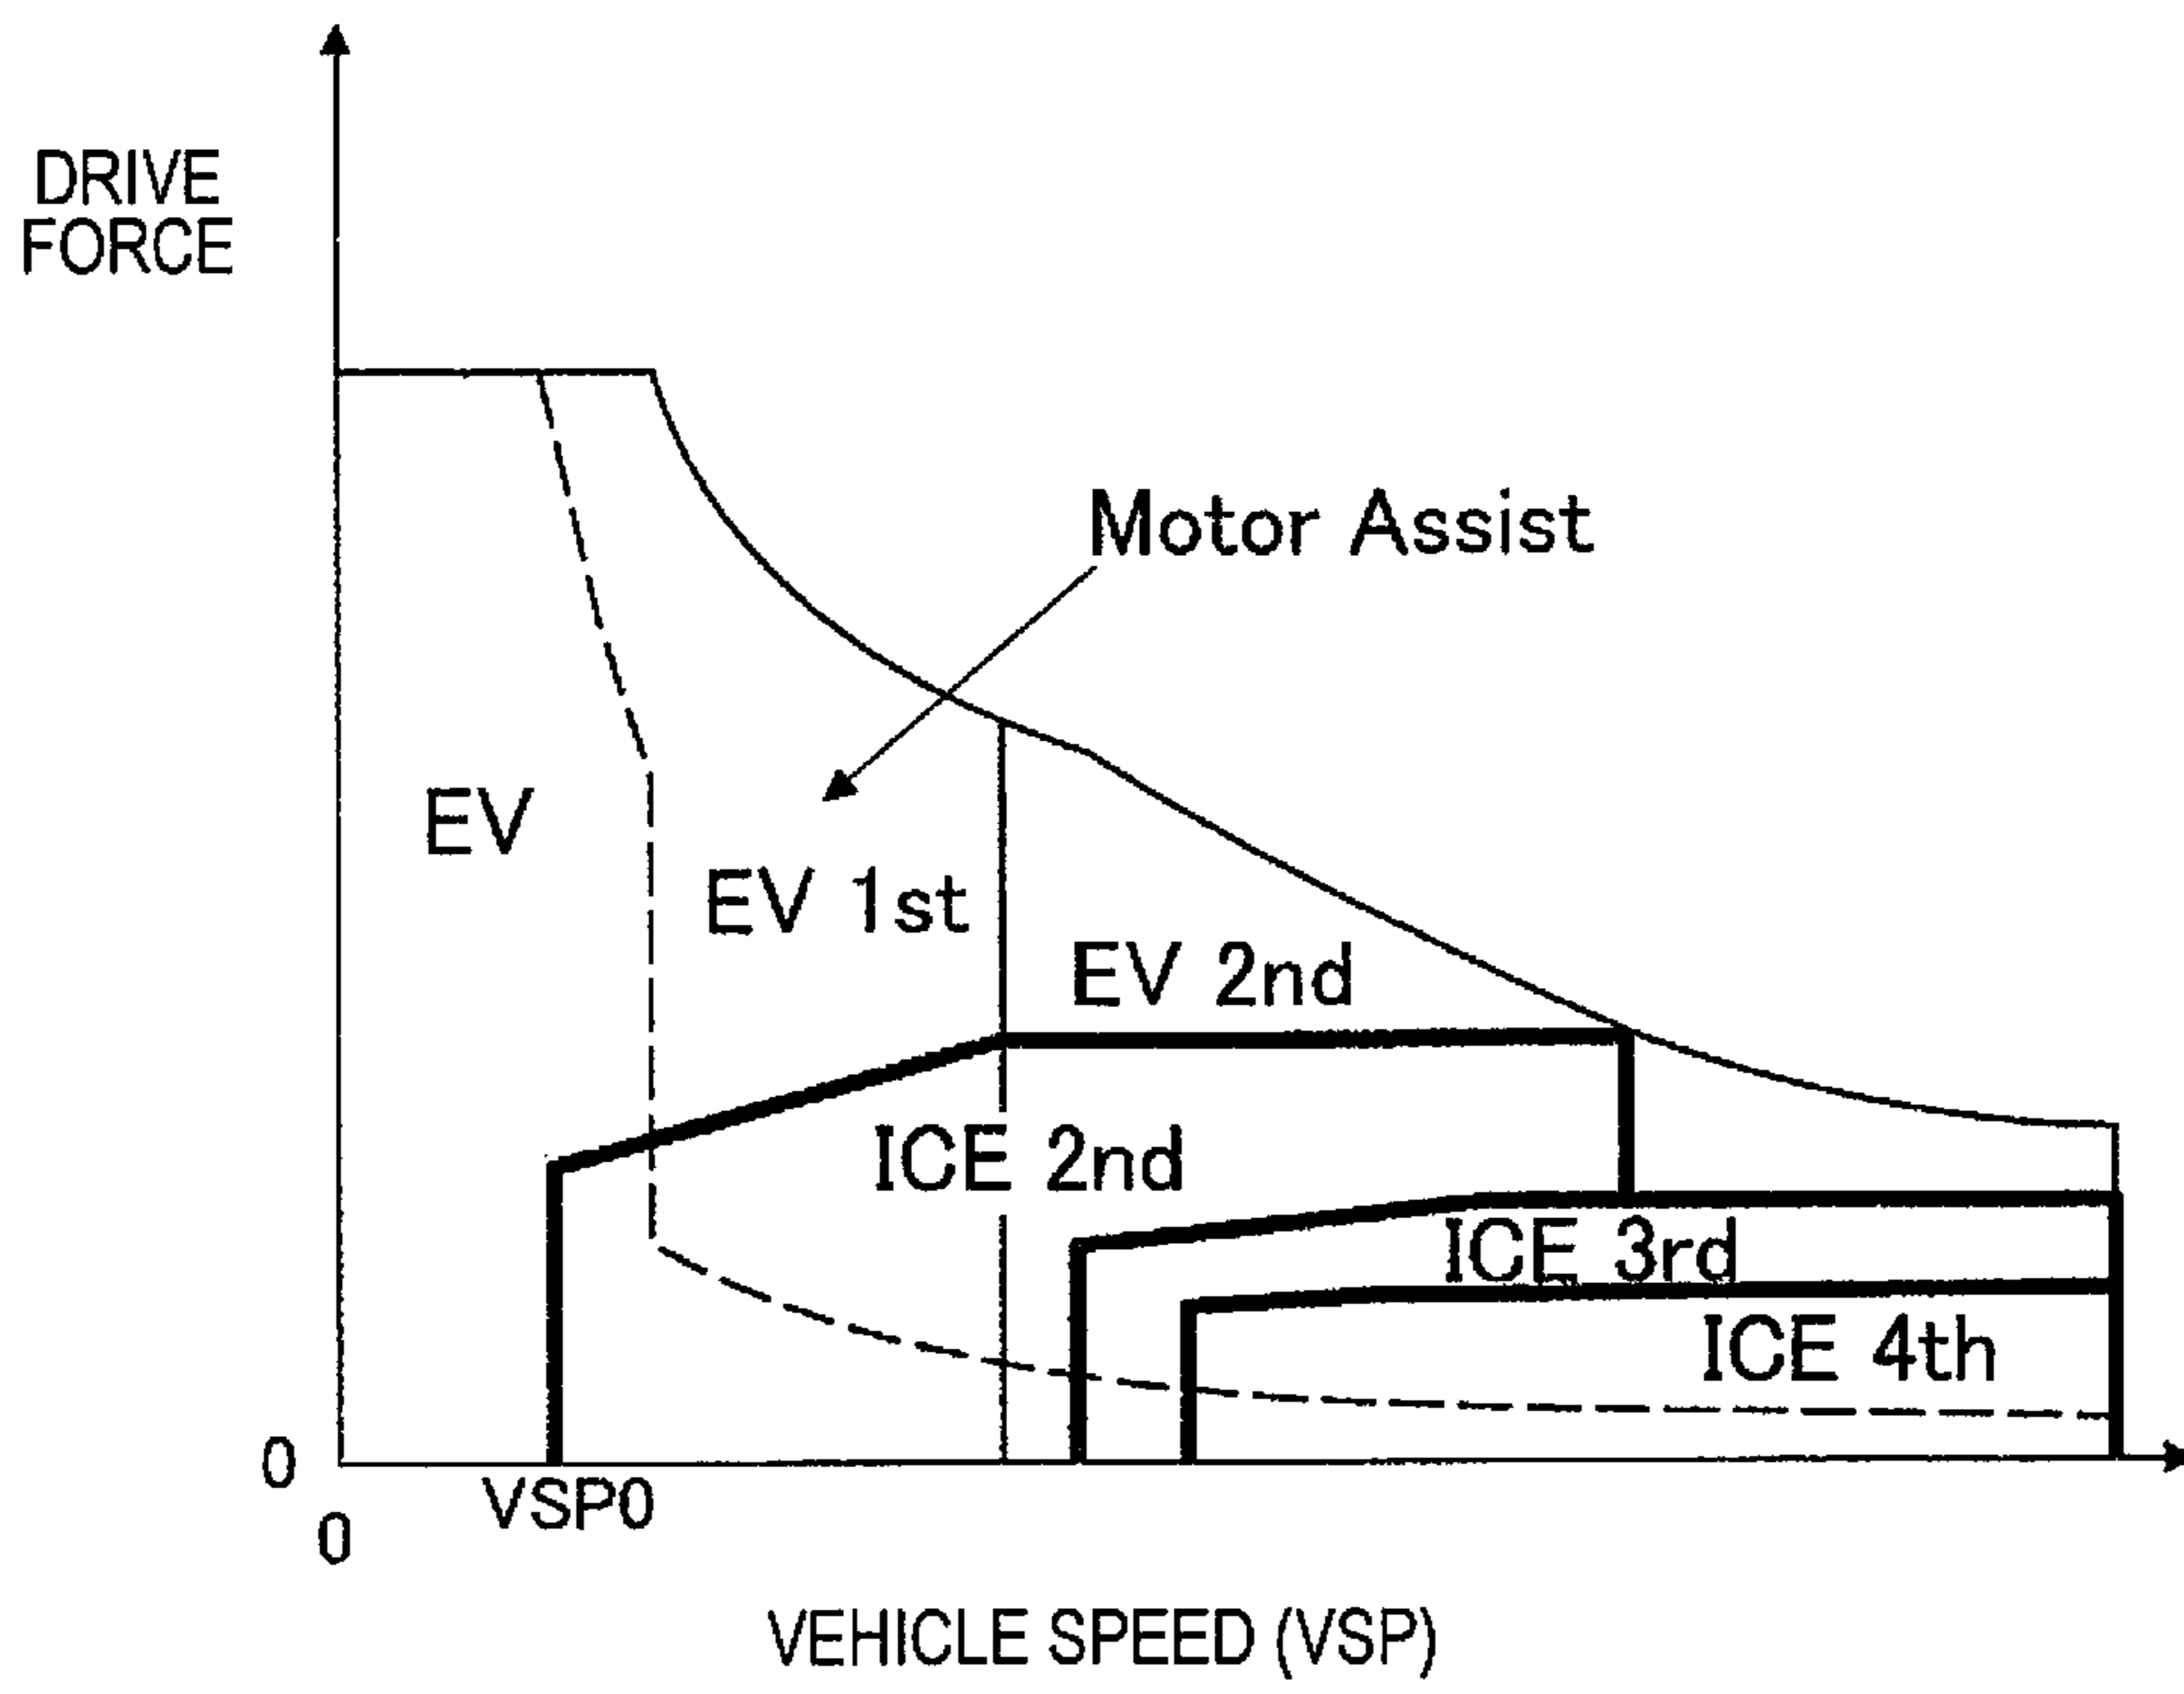 DRIVE
FORCE
Motor Assist
EV
EV 1st
EV 2nd
ICE 2nd
ICE 3rd
ICE 4th
0
VSP0
0
VEHICLE SPEED (VSP)